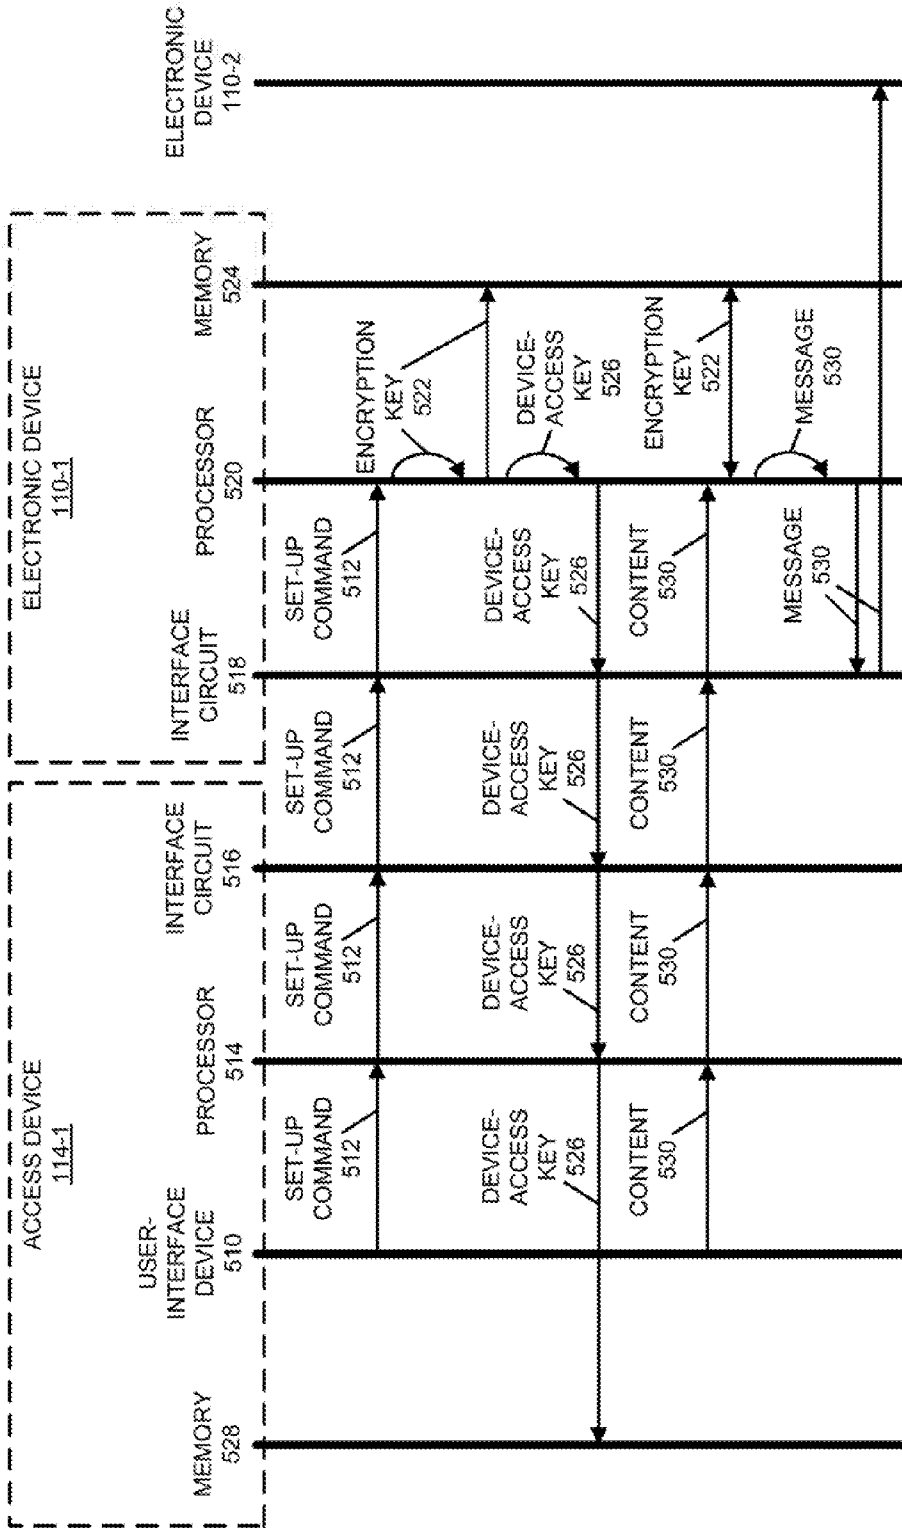 ACCESS DEVICE
114-1
ELECTRONIC DEVICE
110-1
MEMORY
528
USER-
INTERFACE
DEVICE
510
PROCESSOR
514
INTERFACE
CIRCUIT
516
INTERFACE
CIRCUIT
518
PROCESSOR
520
MEMORY
524
ELECTRONIC
DEVICE
110-2
SET-UP
COMMAND
512
SET-UP
COMMAND
512
SET-UP
COMMAND
512
SET-UP
COMMAND
512
ENCRYPTION
KEY
522
DEVICE-
ACCESS
KEY
526
DEVICE-
ACCESS
KEY
526
DEVICE-
ACCESS
KEY
526
DEVICE-
ACCESS
KEY
526
DEVICE-
ACCESS
KEY
526
CONTENT
530
CONTENT
530
CONTENT
530
CONTENT
530
ENCRYPTION
KEY
522
MESSAGE
530
MESSAGE
530